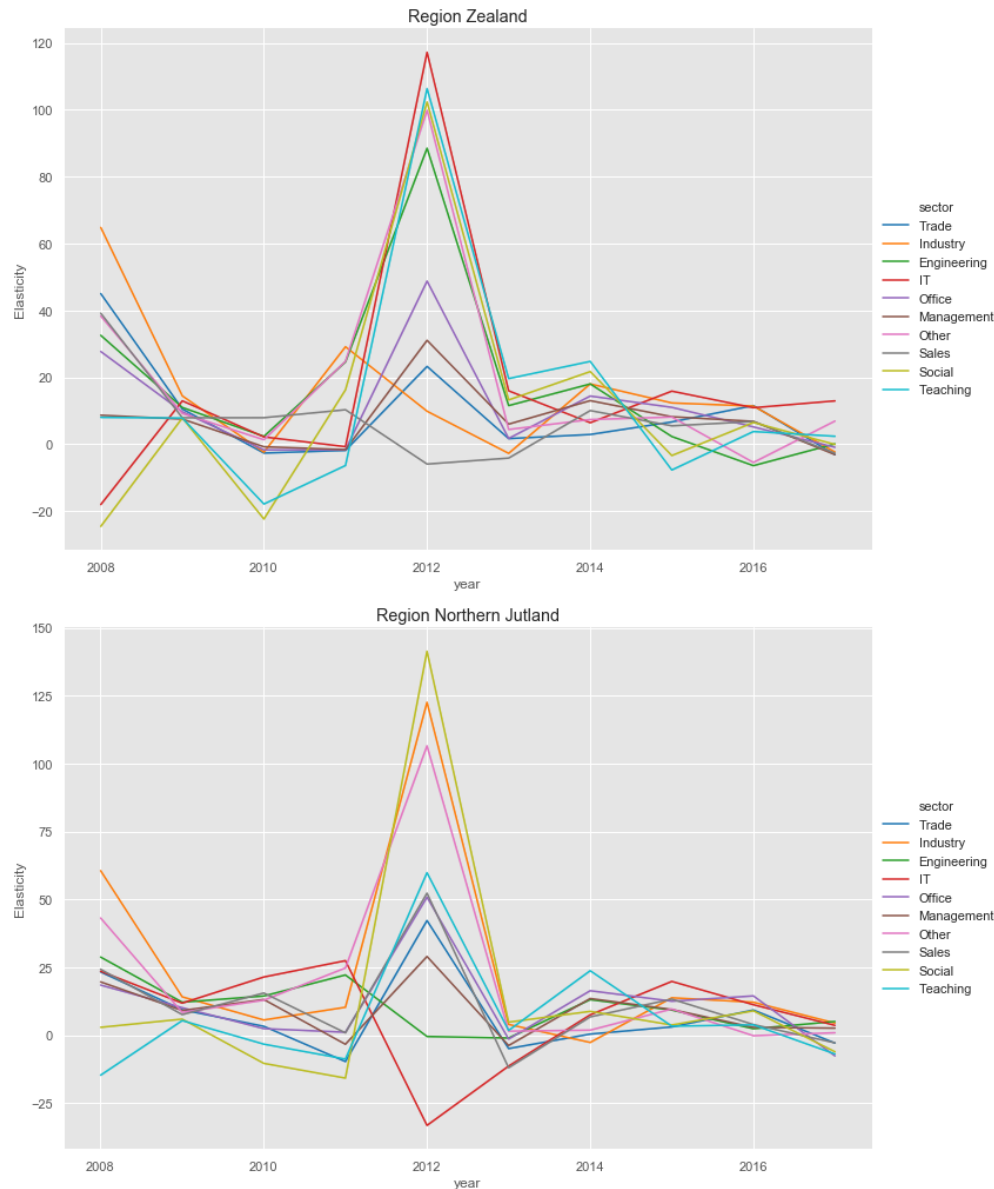 Region Zealand
120
100
80
60
40
20
0
−20
Elasticity
2008
2010
2012
2014
2016
year
sector
Trade
Industry
Engineering
IT
Office
Management
Other
Sales
Social
Teaching
Region Northern Jutland
150
125
100
75
50
25
0
−25
Elasticity
2008
2010
2012
2014
2016
year
sector
Trade
Industry
Engineering
IT
Office
Management
Other
Sales
Social
Teaching